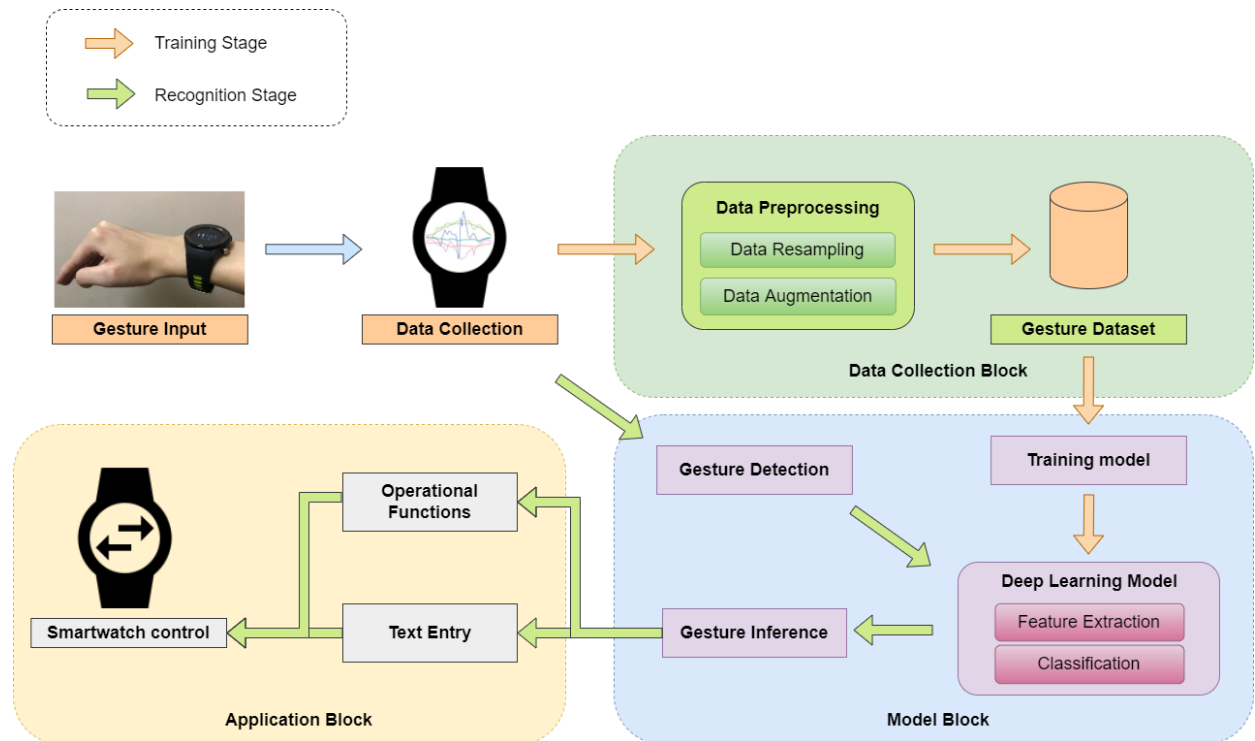 Training Stage
Recognition Stage
Gesture Input
Data Collection
Data Preprocessing
Data Resampling
Data Augmentation
Gesture Dataset
Data Collection Block
Operational
Functions
Smartwatch control
Text Entry
Application Block
Gesture Detection
Training model
Deep Learning Model
Feature Extraction
Classification
Gesture Inference
Model Block